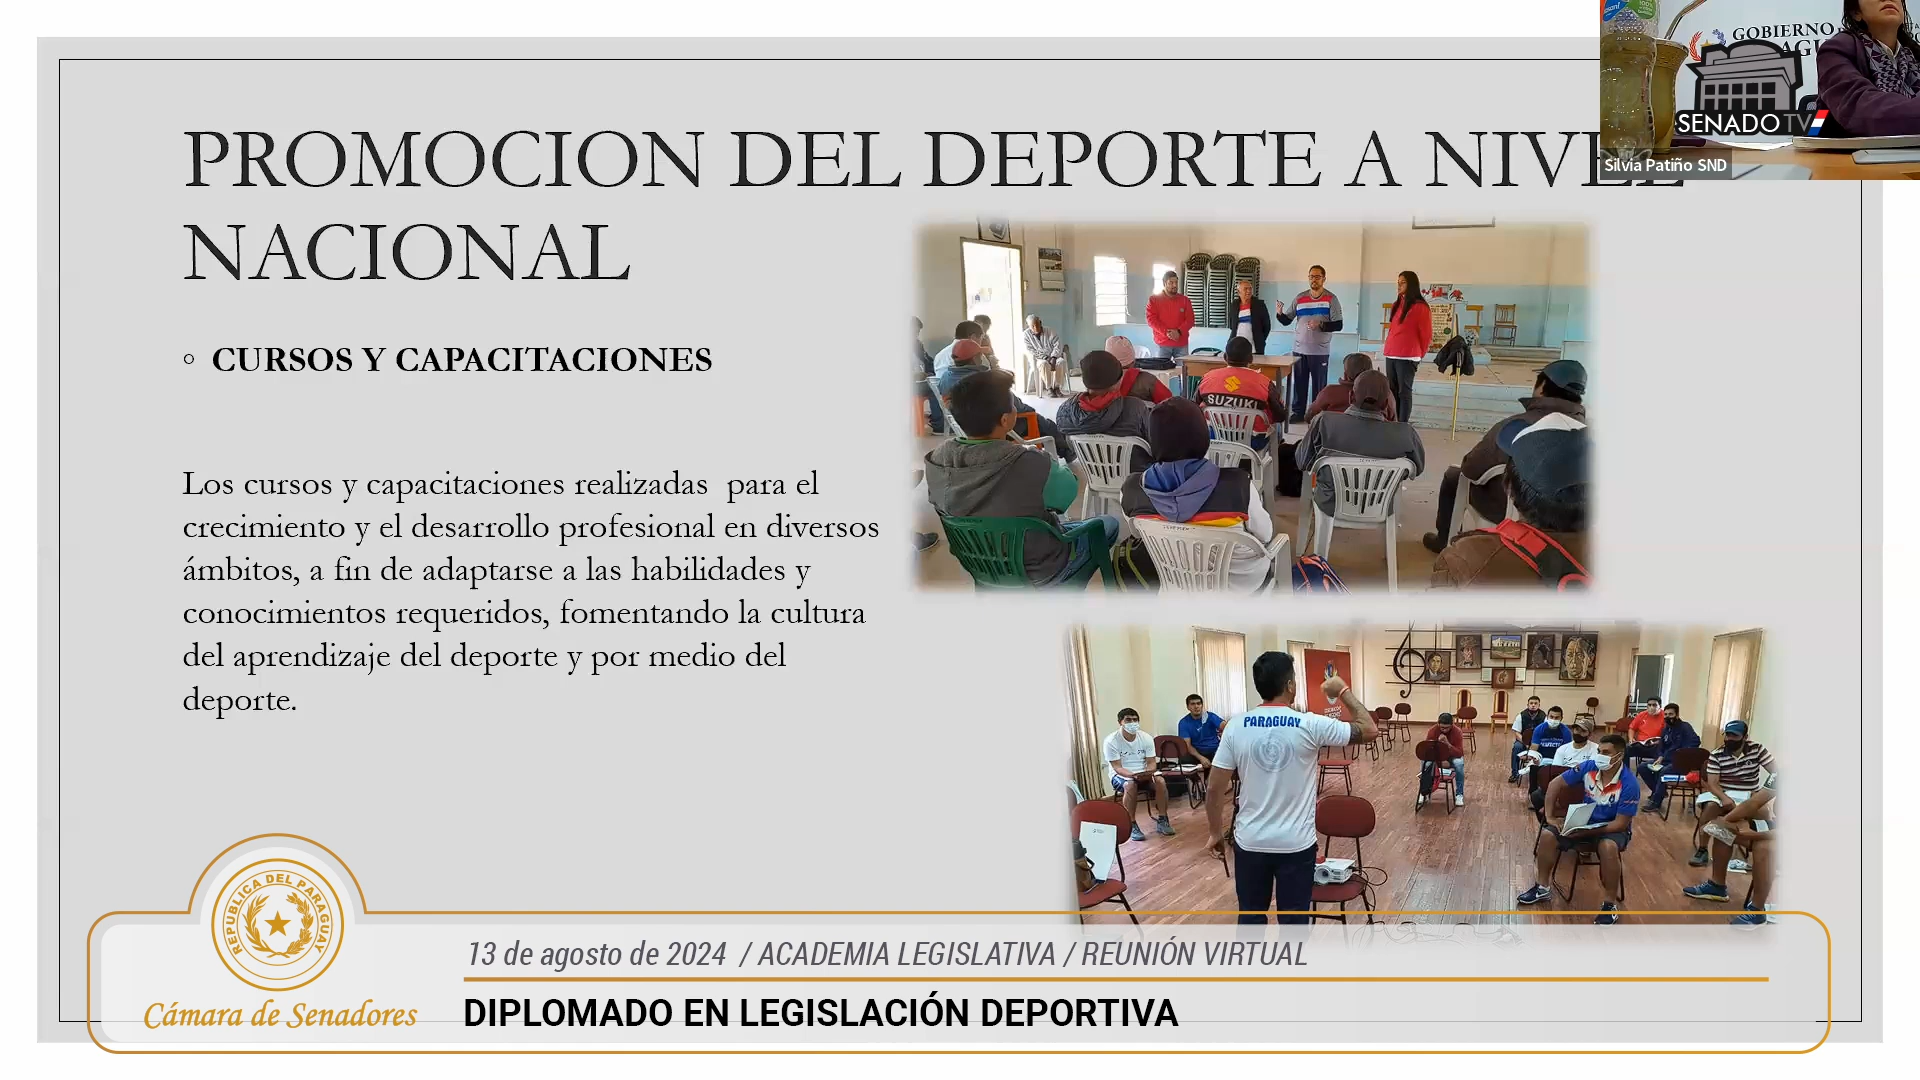 PROMOCION DEL DEPORTE A NIVEL
NACIONAL
◦ CURSOS Y CAPACITACIONES
Los cursos y capacitaciones realizadas para el
crecimiento y el desarrollo profesional en diversos
ámbitos, a fin de adaptarse a las habilidades y
conocimientos requeridos, fomentando la cultura
del aprendizaje del deporte y por medio del
deporte.
GOBIERNO
SENADO TV
Silvia Patiño SND
SUZUKI
PARAGUAY
REPUBLICA DEL PARAGUAY
Cámara de Senadores
13 de agosto de 2024 / ACADEMIA LEGISLATIVA / REUNIÓN VIRTUAL
DIPLOMADO EN LEGISLACIÓN DEPORTIVA